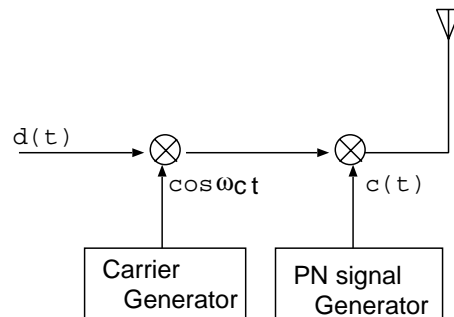 d(t)
cos ωct
c(t)
Carrier
Generator
PN signal
Generator